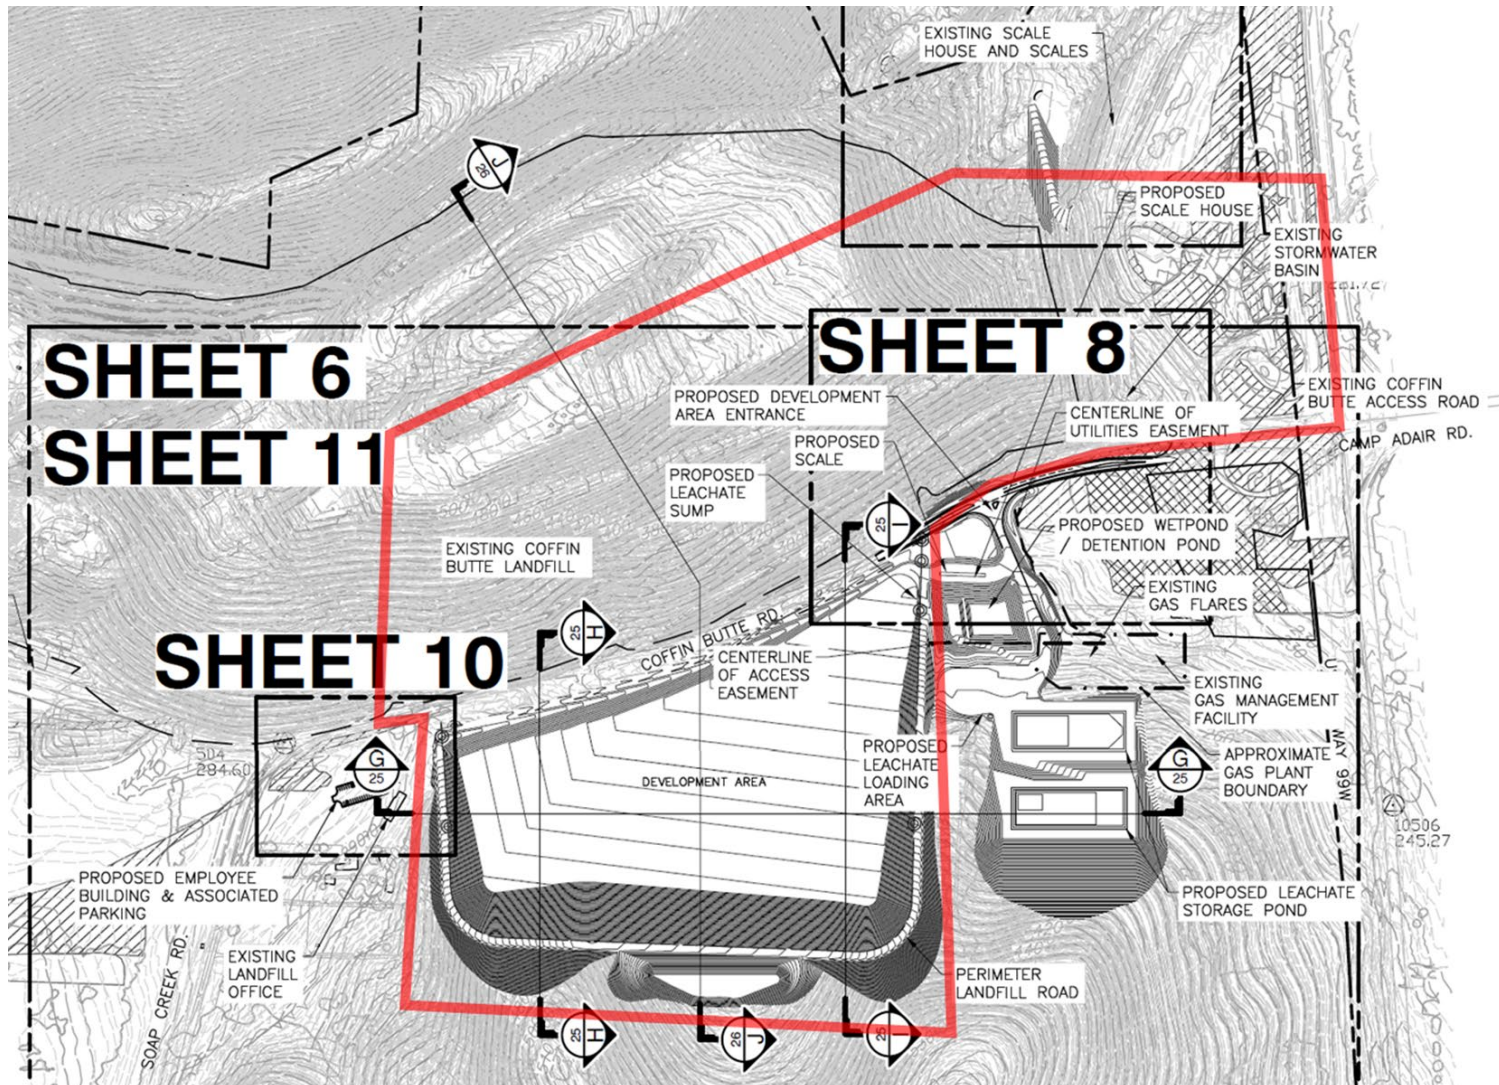 EXISTING SCALE
HOUSE AND SCALES
J
26
PROPOSED
SCALE HOUSE
EXISTING
STORMWATER
BASIN
SHEET 6
SHEET 8
SHEET 11
PROPOSED DEVELOPMENT
AREA ENTRANCE
EXISTING COFFIN
BUTTE ACCESS ROAD
CENTERLINE OF
UTILITIES EASEMENT
CAMP ADAIR RD.
PROPOSED
SCALE
PROPOSED
LEACHATE
SUMP
I
25
PROPOSED WETPOND
/ DETENTION POND
EXISTING COFFIN
BUTTE LANDFILL
EXISTING
GAS FLARES
H
25
COFFIN BUTTE RD.
SHEET 10
CENTERLINE
OF ACCESS
EASEMENT
EXISTING
GAS MANAGEMENT
FACILITY
504
284.60
G
25
DEVELOPMENT AREA
PROPOSED
LEACHATE
LOADING
AREA
G
25
APPROXIMATE
GAS PLANT
BOUNDARY
WAY 99W
10506
245.27
PROPOSED EMPLOYEE
BUILDING & ASSOCIATED
PARKING
PROPOSED LEACHATE
STORAGE POND
EXISTING
LANDFILL
OFFICE
SOAP CREEK RD.
PERIMETER
LANDFILL ROAD
H
25
J
26
I
25